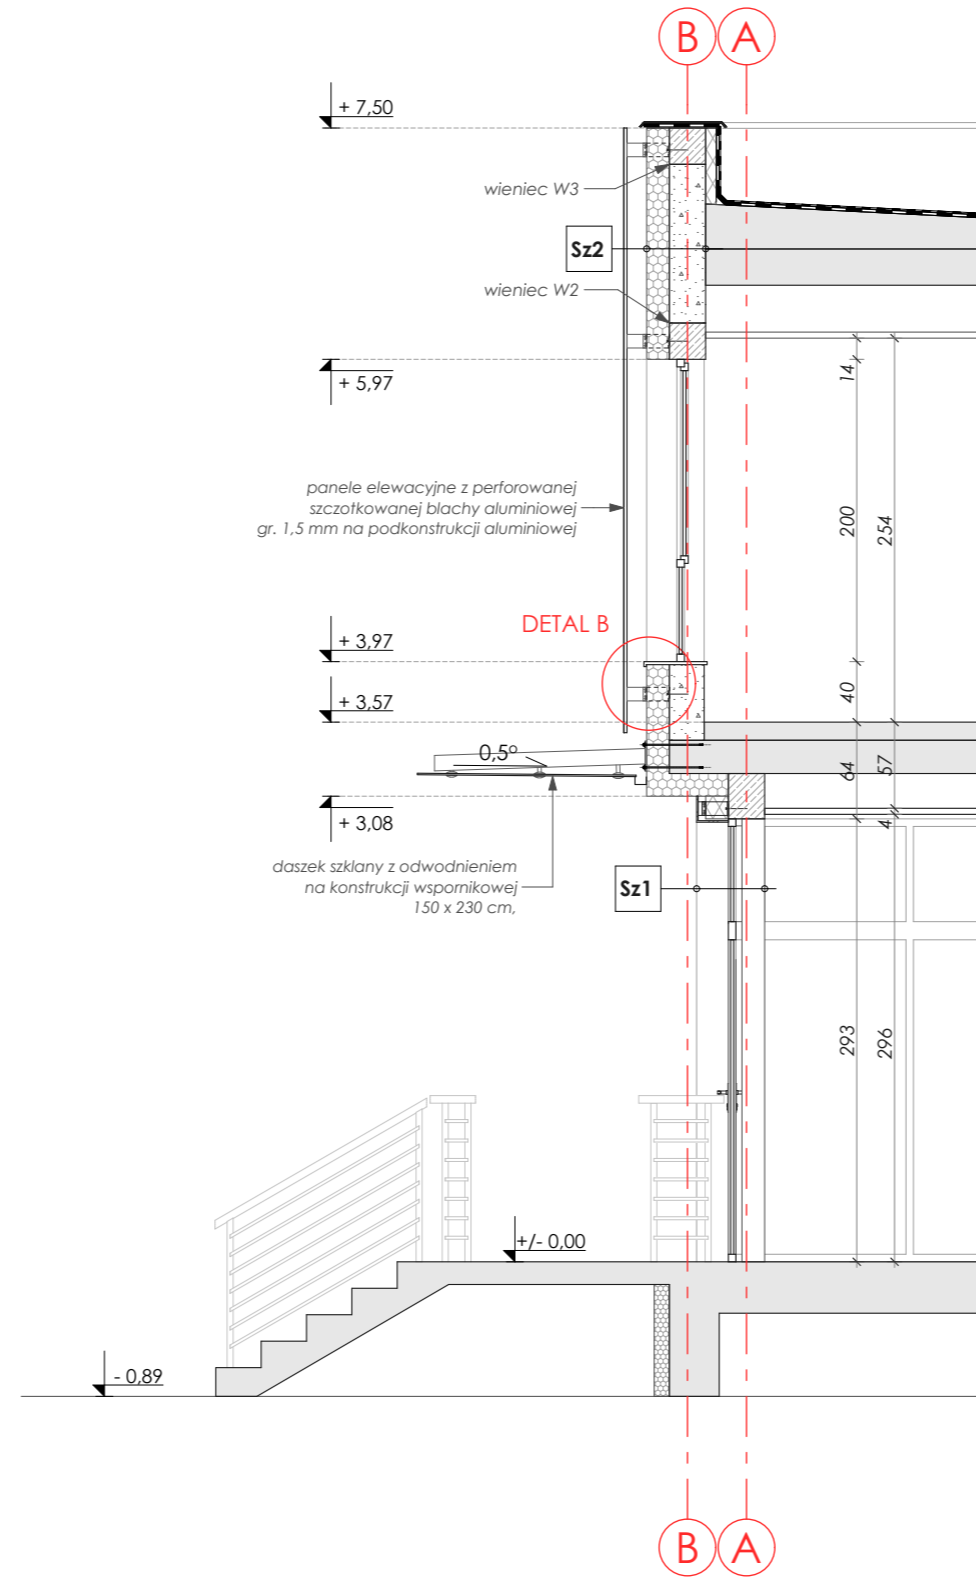 B A
+ 7,50
wieniec W3
Sz2
wieniec W2
+ 5,97
14
panele elewacyjne z perforowanej
szczotkowanej blachy aluminiowej
gr. 1,5 mm na podkonstrukcji aluminiowej
200
254
DETAL B
+ 3,97
+ 3,57
40
0,5°
64
57
+ 3,08
4
daszek szklany z odwodnieniem
na konstrukcji wspornikowej
150 x 230 cm,
Sz1
293
296
+/- 0,00
- 0,89
B A